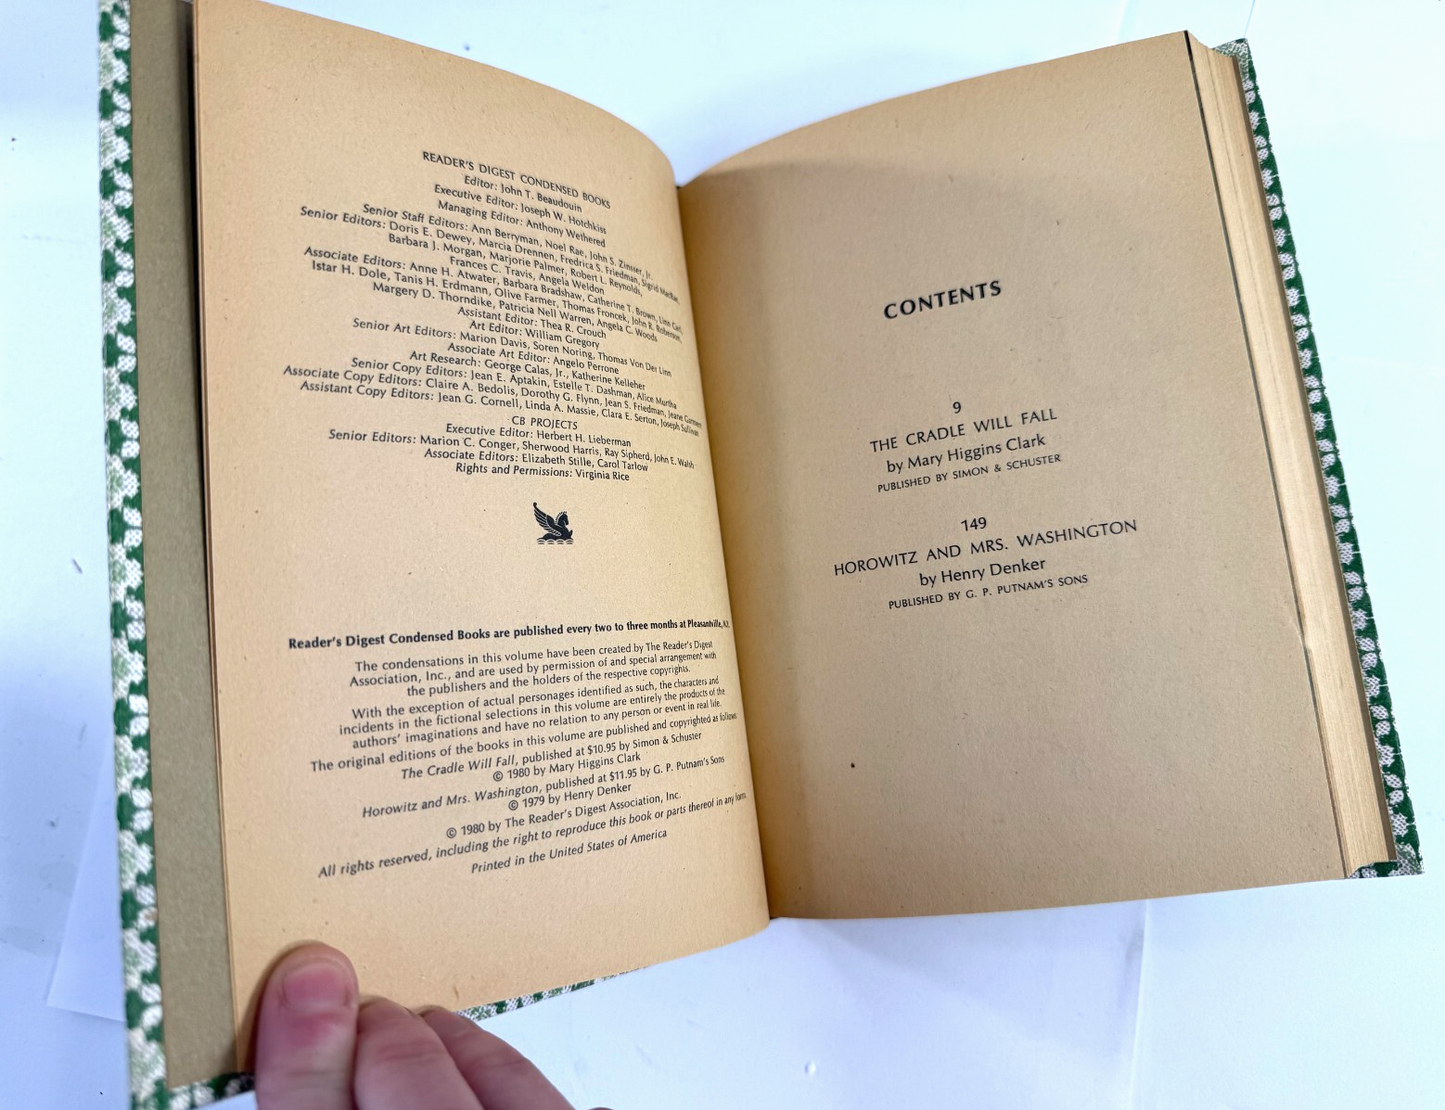 READER'S DIGEST CONDENSED BOOKS
Editor: John T. Beaudouin
Executive Editor: Joseph W. Hotchkiss
Managing Editor: Anthony Wethered
Senior Staff Editors: Ann Berryman, Noel Rae, John S. Zinsser, Jr.
Senior Editors: Doris E. Dewey, Marcia Drennen, Fredrica S. Friedman, Sigrid MacRae,
Barbara J. Morgan, Marjorie Palmer, Robert L. Reynolds,
Frances C. Travis, Angela Weldon
Associate Editors: Anne H. Atwater, Barbara Bradshaw, Catherine T. Brown, Linn Carl,
Istar H. Dole, Tanis H. Erdmann, Olive Farmer, Thomas Froncek, John R. Roberson,
Margery D. Thorndike, Patricia Nell Warren, Angela C. Woods
Assistant Editor: Thea R. Crouch
Art Editor: William Gregory
Senior Art Editors: Marion Davis, Soren Noring, Thomas Von Der Linn
Associate Art Editor: Angelo Perrone
Art Research: George Calas, Jr., Katherine Kelleher
Senior Copy Editors: Jean E. Aptakin, Estelle T. Dashman, Alice Murtha
Associate Copy Editors: Claire A. Bedolis, Dorothy G. Flynn, Jean S. Friedman, Jeane Garment
Assistant Copy Editors: Jean G. Cornell, Linda A. Massie, Clara E. Serton, Joseph Sullivan
CB PROJECTS
Executive Editor: Herbert H. Lieberman
Senior Editors: Marion C. Conger, Sherwood Harris, Ray Sipherd, John E. Walsh
Associate Editors: Elizabeth Stille, Carol Tarlow
Rights and Permissions: Virginia Rice
Reader's Digest Condensed Books are published every two to three months at Pleasantville, N.Y.
The condensations in this volume have been created by The Reader's Digest
Association, Inc., and are used by permission of and special arrangement with
the publishers and the holders of the respective copyrights.
With the exception of actual personages identified as such, the characters and
incidents in the fictional selections in this volume are entirely the products of the
authors' imaginations and have no relation to any person or event in real life.
The original editions of the books in this volume are published and copyrighted as follows:
The Cradle Will Fall, published at $10.95 by Simon & Schuster
© 1980 by Mary Higgins Clark
Horowitz and Mrs. Washington, published at $11.95 by G. P. Putnam's Sons
© 1979 by Henry Denker
© 1980 by The Reader's Digest Association, Inc.
All rights reserved, including the right to reproduce this book or parts thereof in any form.
Printed in the United States of America
CONTENTS
9
THE CRADLE WILL FALL
by Mary Higgins Clark
PUBLISHED BY SIMON & SCHUSTER
149
HOROWITZ AND MRS. WASHINGTON
by Henry Denker
PUBLISHED BY G. P. PUTNAM'S SONS